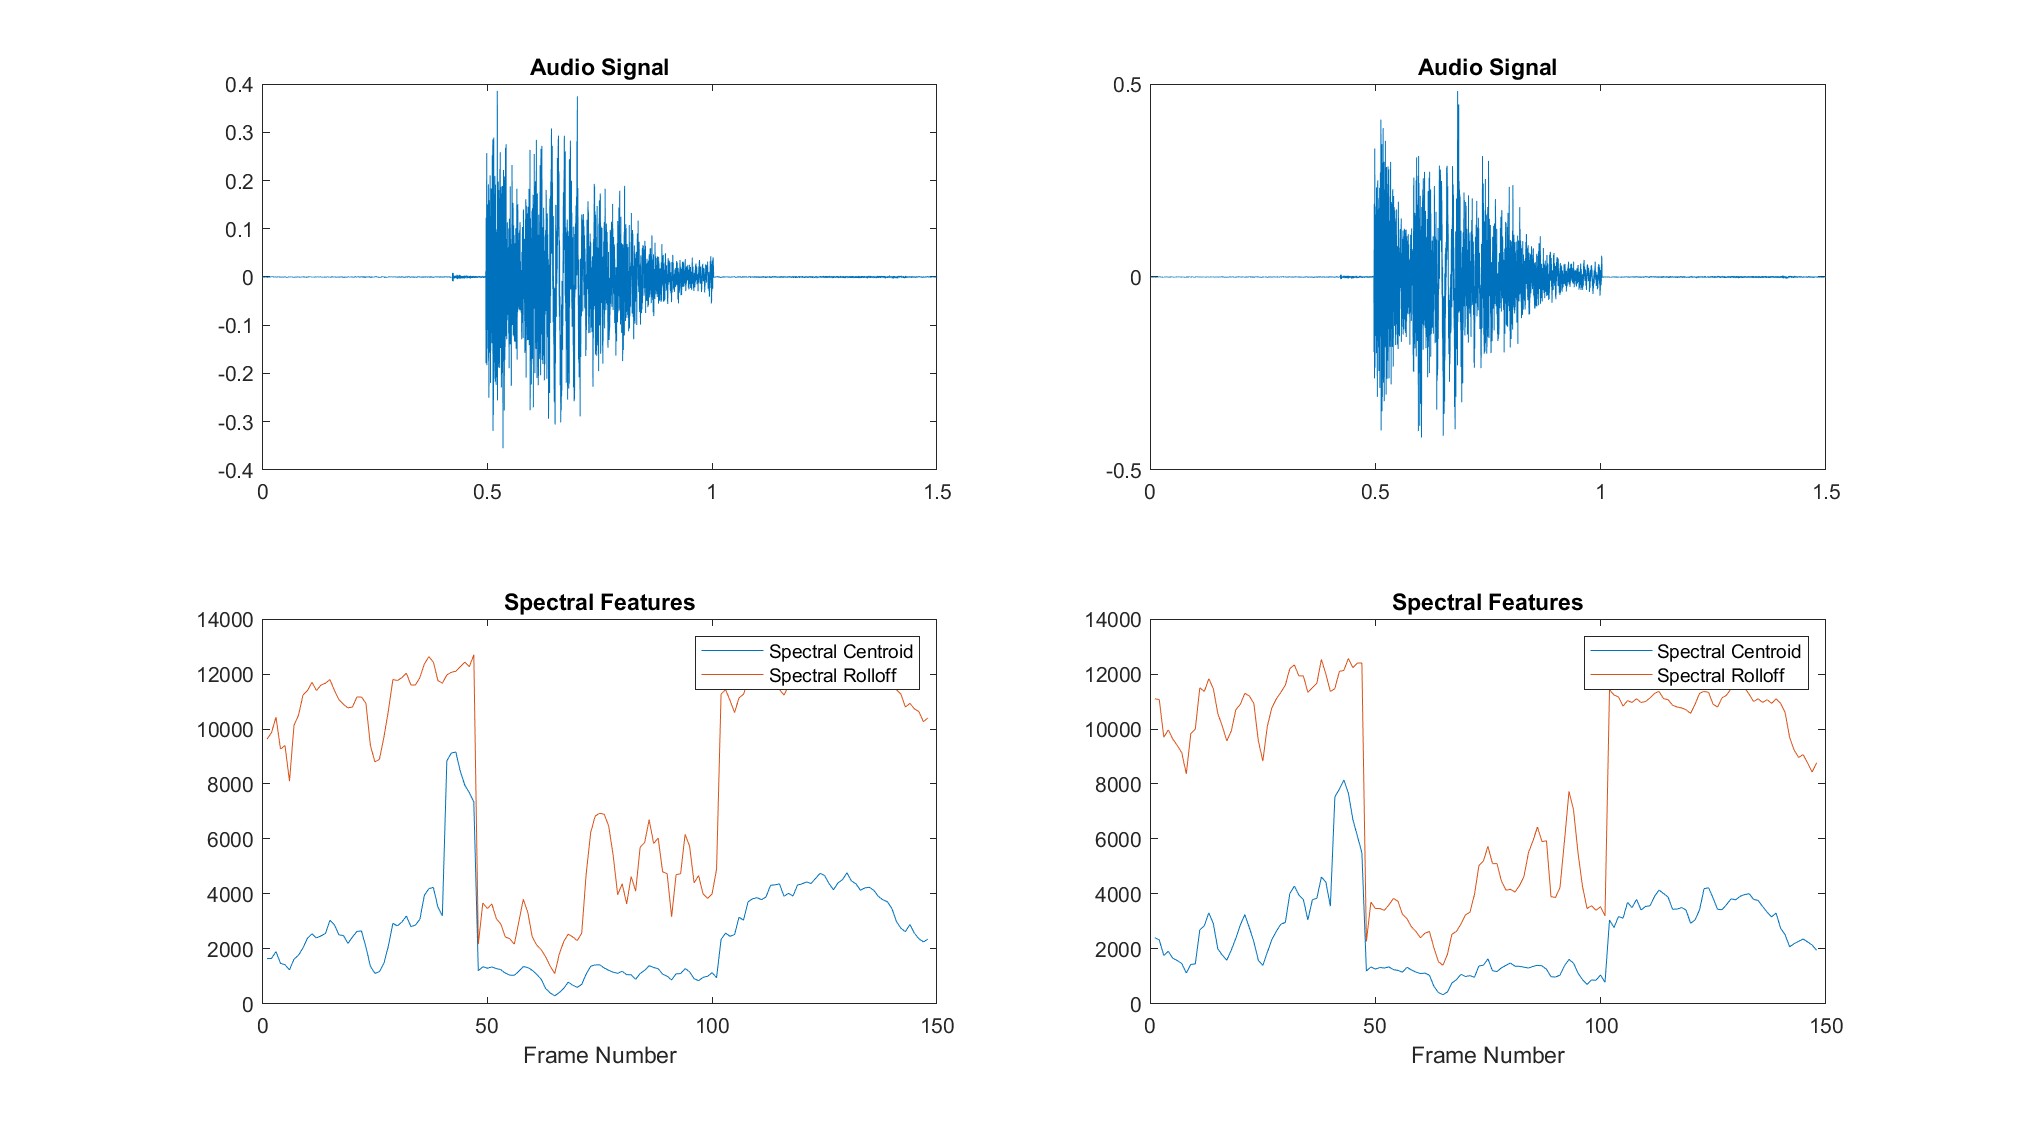 Audio Signal
0.4
0.3
0.2
0.1
0
-0.1
-0.2
-0.3
-0.4
0 0.5 1 1.5
Audio Signal
0.5
0
-0.5
0 0.5 1 1.5
Spectral Features
14000
12000
10000
8000
6000
4000
2000
0
Spectral Centroid
Spectral Rolloff
0 50 100 150
Frame Number
Spectral Features
14000
12000
10000
8000
6000
4000
2000
0
Spectral Centroid
Spectral Rolloff
0 50 100 150
Frame Number